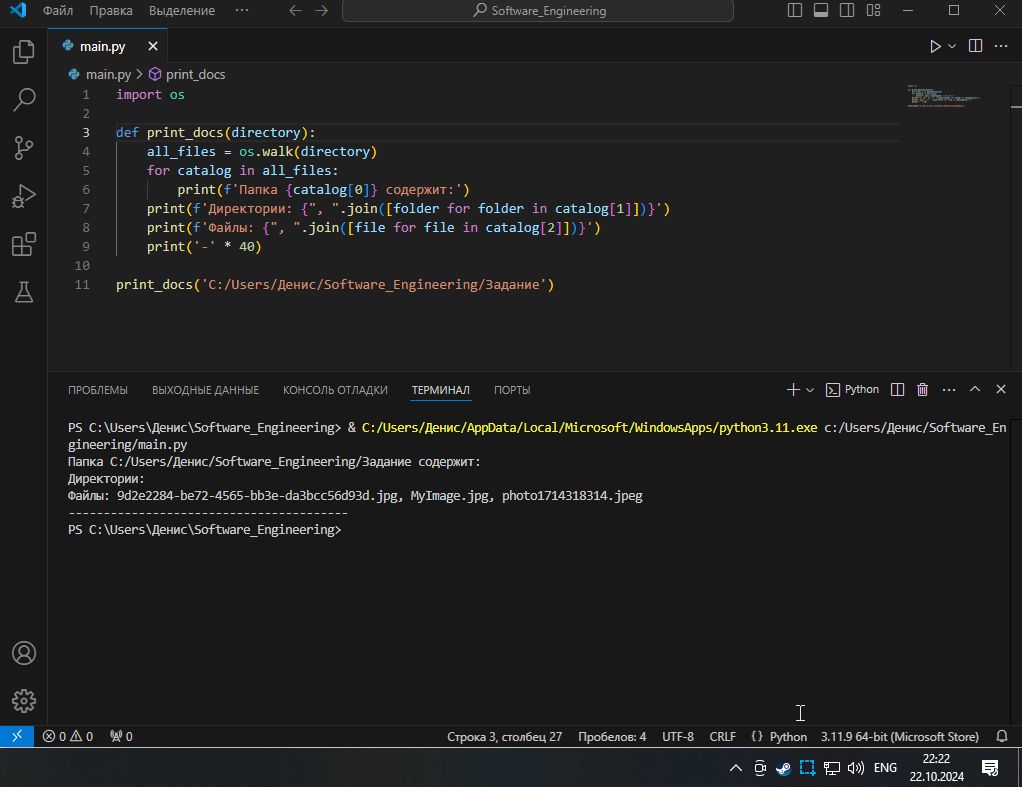 Файл Правка Выделение ··· Software_Engineering
main.py
main.py > print_docs
1 import os
2
3 def print_docs(directory):
4 all_files = os.walk(directory)
5 for catalog in all_files:
6 print(f'Папка {catalog[0]} содержит:')
7 print(f'Директории: {", ".join([folder for folder in catalog[1]])}')
8 print(f'Файлы: {", ".join([file for file in catalog[2]])}')
9 print('-' * 40)
10
11 print_docs('C:/Users/Денис/Software_Engineering/Задание')
ПРОБЛЕМЫ ВЫХОДНЫЕ ДАННЫЕ КОНСОЛЬ ОТЛАДКИ ТЕРМИНАЛ ПОРТЫ Python
PS C:\Users\Денис\Software_Engineering> & C:/Users/Денис/AppData/Local/Microsoft/WindowsApps/python3.11.exe c:/Users/Денис/Software_En
gineering/main.py
Папка C:/Users/Денис/Software_Engineering/Задание содержит:
Директории:
Файлы: 9d2e2284-be72-4565-bb3e-da3bcc56d93d.jpg, MyImage.jpg, photo1714318314.jpeg
----------------------------------------
PS C:\Users\Денис\Software_Engineering>
0 0 0 Строка 3, столбец 27 Пробелов: 4 UTF-8 CRLF {} Python 3.11.9 64-bit (Microsoft Store)
ENG 22:22
22.10.2024